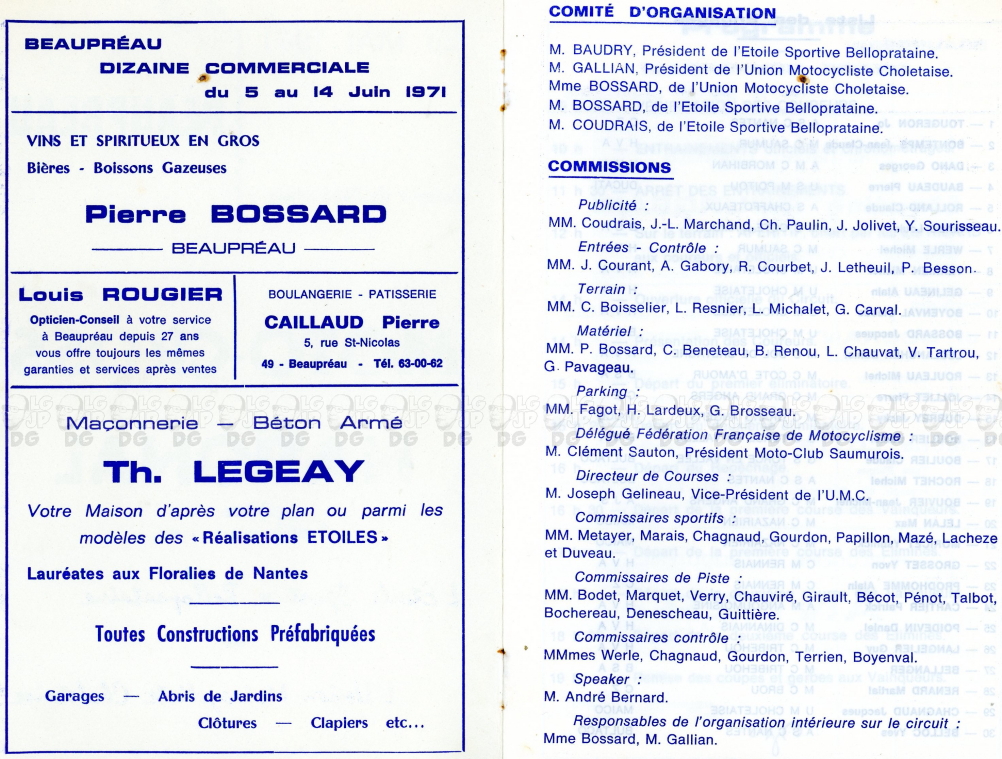 BEAUPRÉAU
DIZAINE COMMERCIALE
du 5 au 14 Juin 1971
VINS ET SPIRITUEUX EN GROS
Bières - Boissons Gazeuses
Pierre BOSSARD
BEAUPRÉAU
Louis ROUGIER
Opticien-Conseil à votre service
à Beaupréau depuis 27 ans
vous offre toujours les mêmes
garanties et services après ventes
BOULANGERIE - PATISSERIE
CAILLAUD Pierre
5, rue St-Nicolas
49 - Beaupréau - Tél. 63-00-62
Maçonnerie — Béton Armé
Th. LEGEAY
Votre Maison d'après votre plan ou parmi les
modèles des «Réalisations ETOILES»
Lauréates aux Floralies de Nantes
Toutes Constructions Préfabriquées
Garages — Abris de Jardins
Clôtures — Clapiers etc...
COMITÉ D'ORGANISATION
M. BAUDRY, Président de l'Etoile Sportive Belloprataine.
M. GALLIAN, Président de l'Union Motocycliste Choletaise.
Mme BOSSARD, de l'Union Motocycliste Choletaise.
M. BOSSARD, de l'Etoile Sportive Belloprataine.
M. COUDRAIS, de l'Etoile Sportive Belloprataine.
COMMISSIONS
Publicité :
MM. Coudrais, J.-L. Marchand, Ch. Paulin, J. Jolivet, Y. Sourisseau.
Entrées - Contrôle :
MM. J. Courant, A. Gabory, R. Courbet, J. Letheuil, P. Besson.
Terrain :
MM. C. Boisselier, L. Resnier, L. Michalet, G. Carval.
Matériel :
MM. P. Bossard, C. Beneteau, B. Renou, L. Chauvat, V. Tartrou,
G. Pavageau.
Parking :
MM. Fagot, H. Lardeux, G. Brosseau.
Délégué Fédération Française de Motocyclisme :
M. Clément Sauton, Président Moto-Club Saumurois.
Directeur de Courses :
M. Joseph Gelineau, Vice-Président de l'U.M.C.
Commissaires sportifs :
MM. Metayer, Marais, Chagnaud, Gourdon, Papillon, Mazé, Lacheze
et Duveau.
Commissaires de Piste :
MM. Bodet, Marquet, Verry, Chauviré, Girault, Bécot, Pénot, Talbot,
Bochereau, Denescheau, Guittière.
Commissaires contrôle :
MMmes Werle, Chagnaud, Gourdon, Terrien, Boyenval.
Speaker :
M. André Bernard.
Responsables de l'organisation intérieure sur le circuit :
Mme Bossard, M. Gallian.